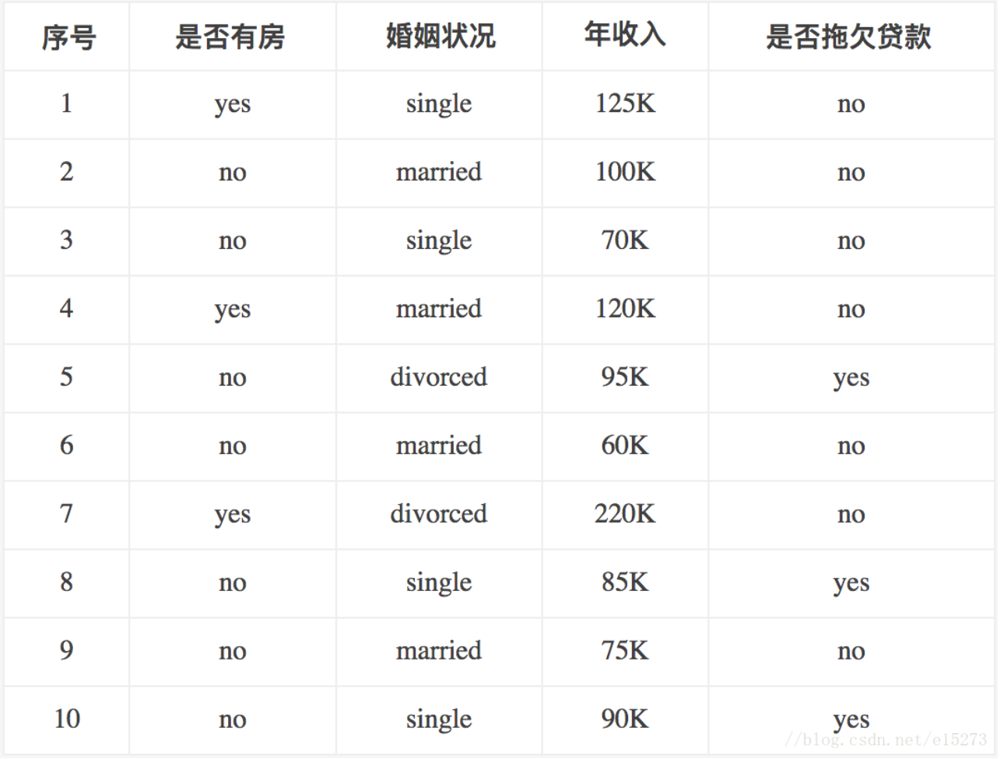 序号 是否有房 婚姻状况 年收入 是否拖欠贷款
1 yes single 125K no
2 no married 100K no
3 no single 70K no
4 yes married 120K no
5 no divorced 95K yes
6 no married 60K no
7 yes divorced 220K no
8 no single 85K yes
9 no married 75K no
10 no single 90K yes
//blog.csdn.net/e15273